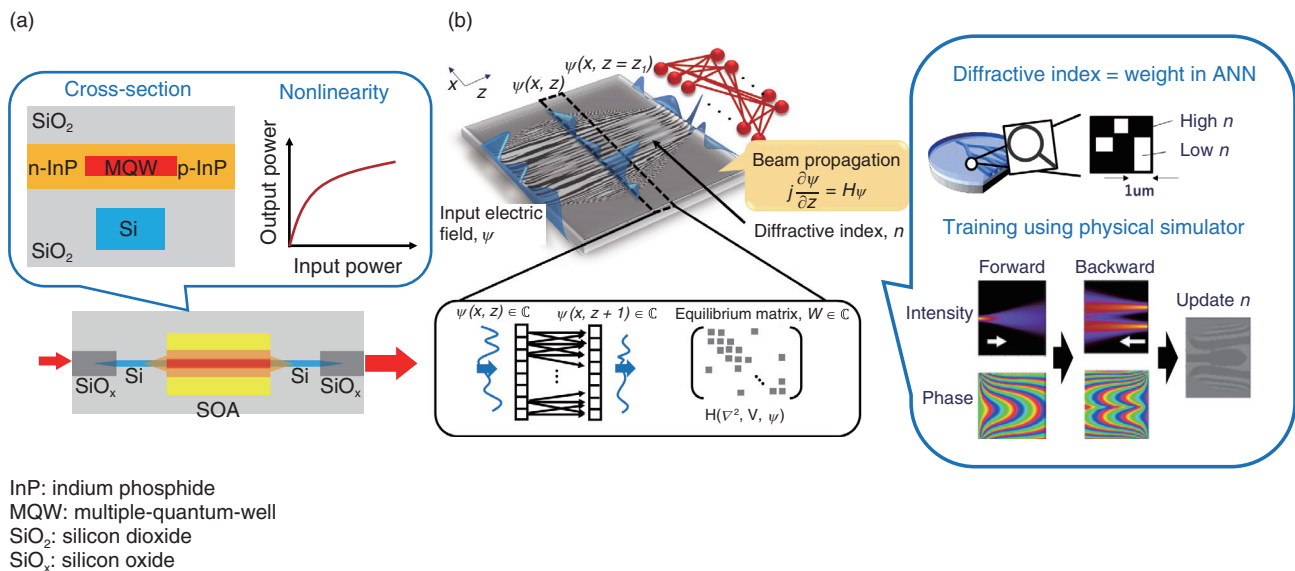 (a)
Cross-section
Nonlinearity
SiO₂
n-InP
MQW
p-InP
Si
SiO₂
Output power
Input power
SiOₓ
Si
SOA
Si
SiOₓ
InP: indium phosphide
MQW: multiple-quantum-well
SiO₂: silicon dioxide
SiOₓ: silicon oxide
(b)
x
z
ψ(x, z)
ψ(x, z = z₁)
Input electric
field, ψ
Beam propagation
j ∂ψ/∂z = Hψ
Diffractive index, n
ψ(x, z) ∈ ℂ
ψ(x, z + 1) ∈ ℂ
Equilibrium matrix, W ∈ ℂ
H(∇², V, ψ)
Diffractive index = weight in ANN
High n
Low n
1um
Training using physical simulator
Forward
Backward
Intensity
Update n
Phase